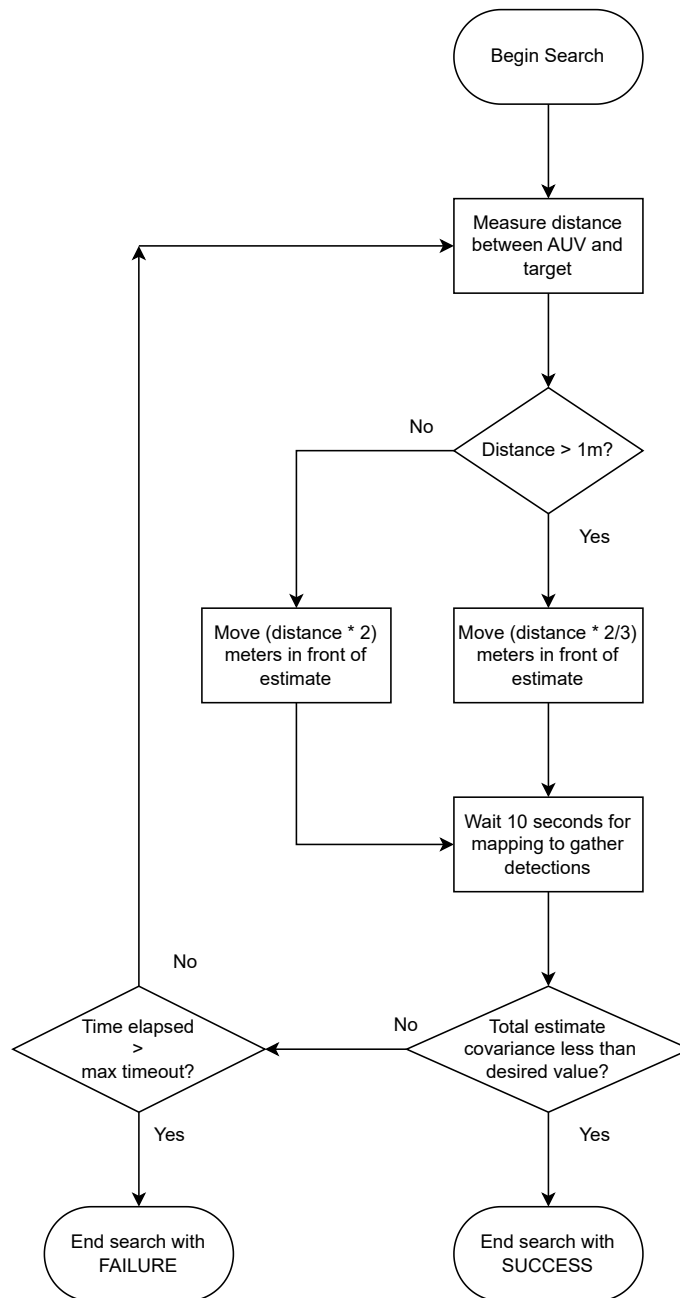 Begin Search
Measure distance
between AUV and
target
Distance > 1m?
No
Yes
Move (distance * 2)
meters in front of
estimate
Move (distance * 2/3)
meters in front of
estimate
Wait 10 seconds for
mapping to gather
detections
Total estimate
covariance less than
desired value?
No
Yes
Time elapsed
>
max timeout?
No
Yes
End search with
FAILURE
End search with
SUCCESS